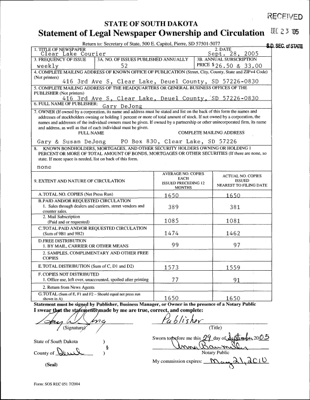 RECEIVED
DEC 23 '05
S.D. SEC. of STATE
STATE OF SOUTH DAKOTA
Statement of Legal Newspaper Ownership and Circulation
Return to: Secretary of State, 500 E. Capitol, Pierre, SD 57501-5077
1. TITLE OF NEWSPAPER
Clear Lake Courier
2. DATE
Sept. 28, 2005
3. FREQUENCY OF ISSUE
weekly
3A. NO. OF ISSUES PUBLISHED ANNUALLY
52
3B. ANNUAL SUBSCRIPTION
PRICE $ 26.50 & 33.00
4. COMPLETE MAILING ADDRESS OF KNOWN OFFICE OF PUBLICATION (Street, City, County, State and ZIP+4 Code)
(Not printers)
416 3rd Ave S, Clear Lake, Deuel County, SD 57226-0830
5. COMPLETE MAILING ADDRESS OF THE HEADQUARTERS OR GENERAL BUSINESS OFFICES OF THE
PUBLISHER (Not printers)
416 3rd Ave S, Clear Lake, Deuel County, SD 57226-0830
6. FULL NAME OF PUBLISHER:
Gary DeJong
7. OWNER (If owned by a corporation, its name and address must be stated and list on the back of this form the names and
addresses of stockholders owning or holding 1 percent or more of total amount of stock. If not owned by a corporation, the
names and addresses of the individual owners must be given. If owned by a partnership or other unincorporated firm, its name
and address, as well as that of each individual must be given.
FULL NAME COMPLETE MAILING ADDRESS
Gary & Susan DeJong PO Box 830, Clear Lake, SD 57226
8. KNOWN BONDHOLDERS, MORTGAGES, AND OTHER SECURITY HOLDERS OWNING OR HOLDING 1
PERCENT OR MORE OF TOTAL AMOUNT OF BONDS, MORTGAGES OR OTHER SECURITIES (If there are none, so
state. If more space is needed, list on back of this form.
none
9. EXTENT AND NATURE OF CIRCULATION
AVERAGE NO. COPIES
EACH
ISSUED PRECEDING 12
MONTHS
ACTUAL NO. COPIES
ISSUED
NEAREST TO FILING DATE
A. TOTAL NO. COPIES (Net Press Run) 1650 1650
B. PAID AND/OR REQUESTED CIRCULATION
1. Sales through dealers and carriers, street vendors and
counter sales. 389 381
2. Mail Subscription
(Paid and or requested) 1085 1081
C. TOTAL PAID AND/OR REQUESTED CIRCULATION
(Sum of 9B1 and 9B2) 1474 1462
D. FREE DISTRIBUTION
1. BY MAIL, CARRIER OR OTHER MEANS 99 97
2. SAMPLES, COMPLIMENTARY AND OTHER FREE
COPIES
E. TOTAL DISTRIBUTION (Sum of C, D1 and D2) 1573 1559
F. COPIES NOT DISTRIBUTED
1. Office use, left over, unaccounted, spoiled after printing 77 91
2. Return from News Agents
G. TOTAL (Sum of E, F1 and F2 - Should equal net press run
shown in A) 1650 1650
Statement must be signed by Publisher, Business Manager, or Owner in the presence of a Notary Public
I swear that the statements made by me are true, correct, and complete:
Gary DeJong Publisher
(Signature) (Title)
State of South Dakota )
§
County of Deuel )
(Seal)
Sworn to before me this 29 day of September, 2005
Notary Public
My commission expires: May 21, 2010
Form: SOS REC 051 7/2004